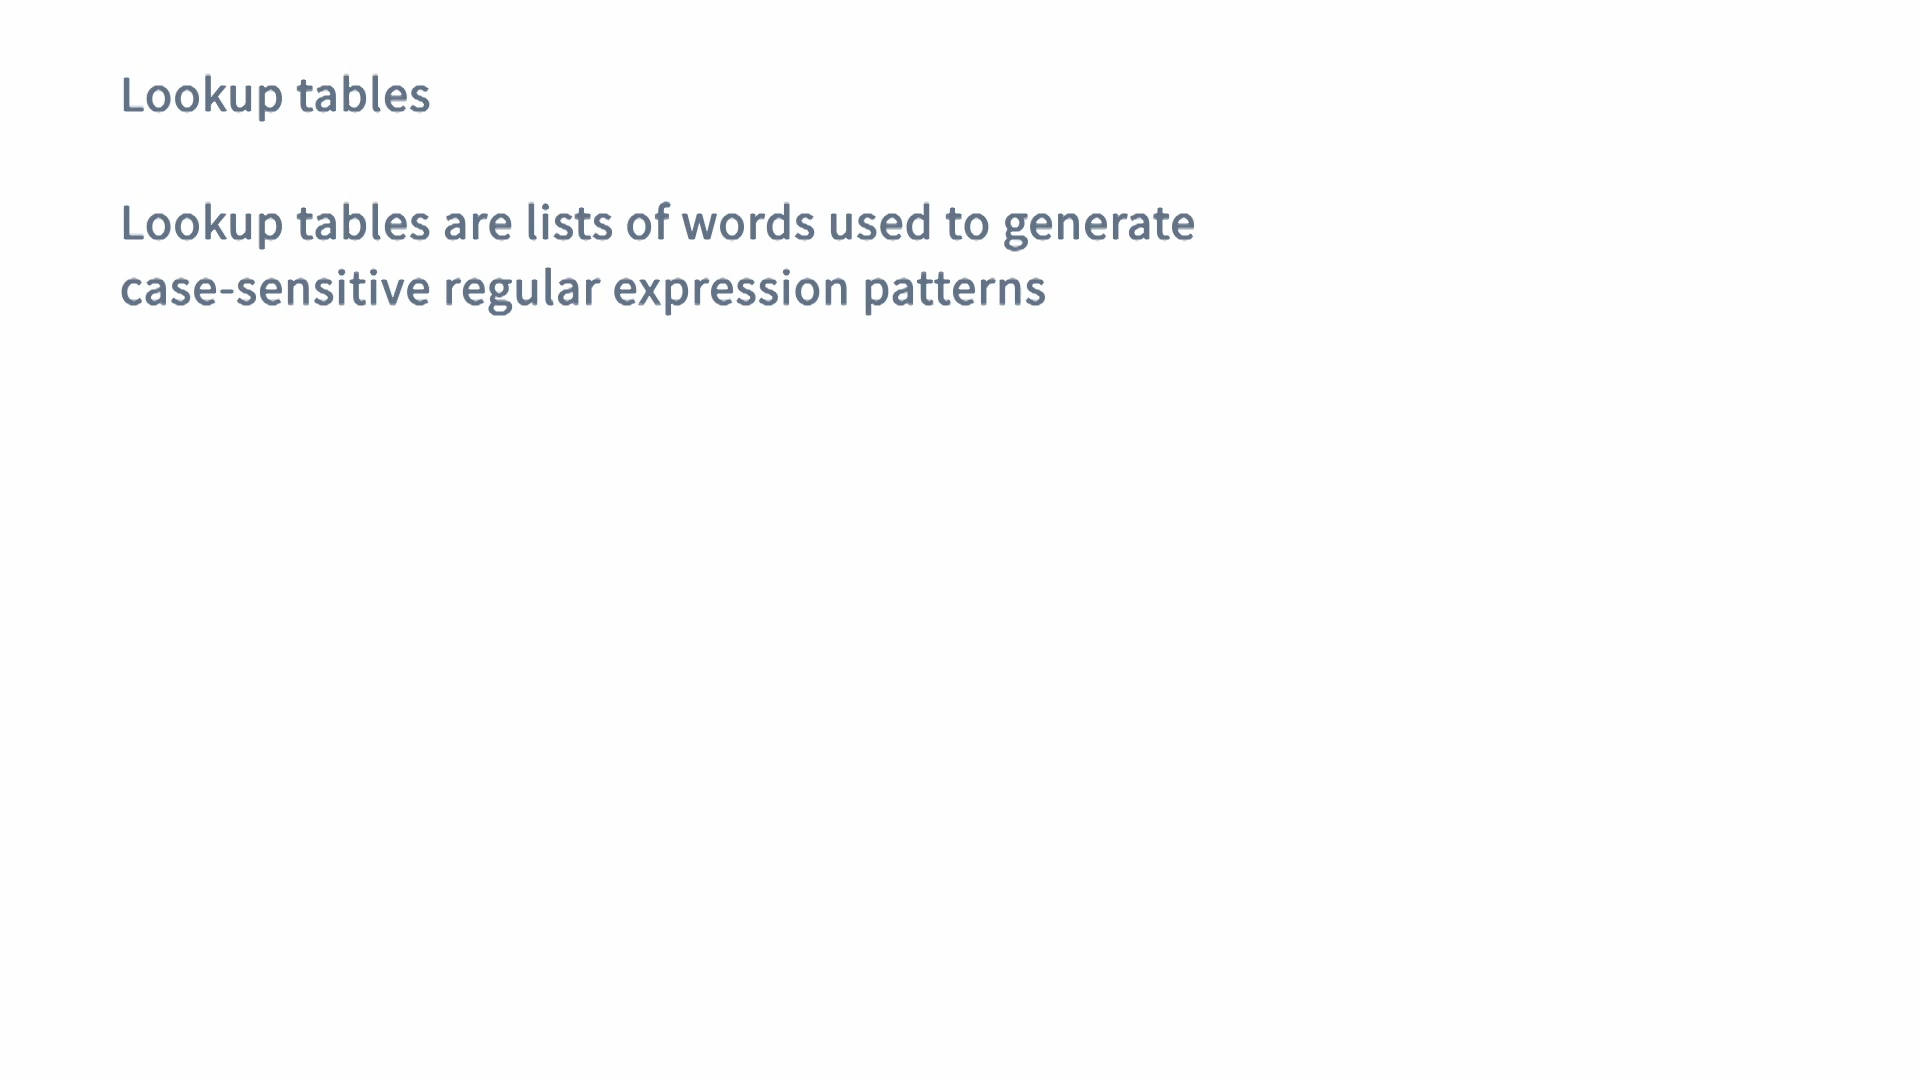 Lookup tables
Lookup tables are lists of words used to generate
case-sensitive regular expression patterns